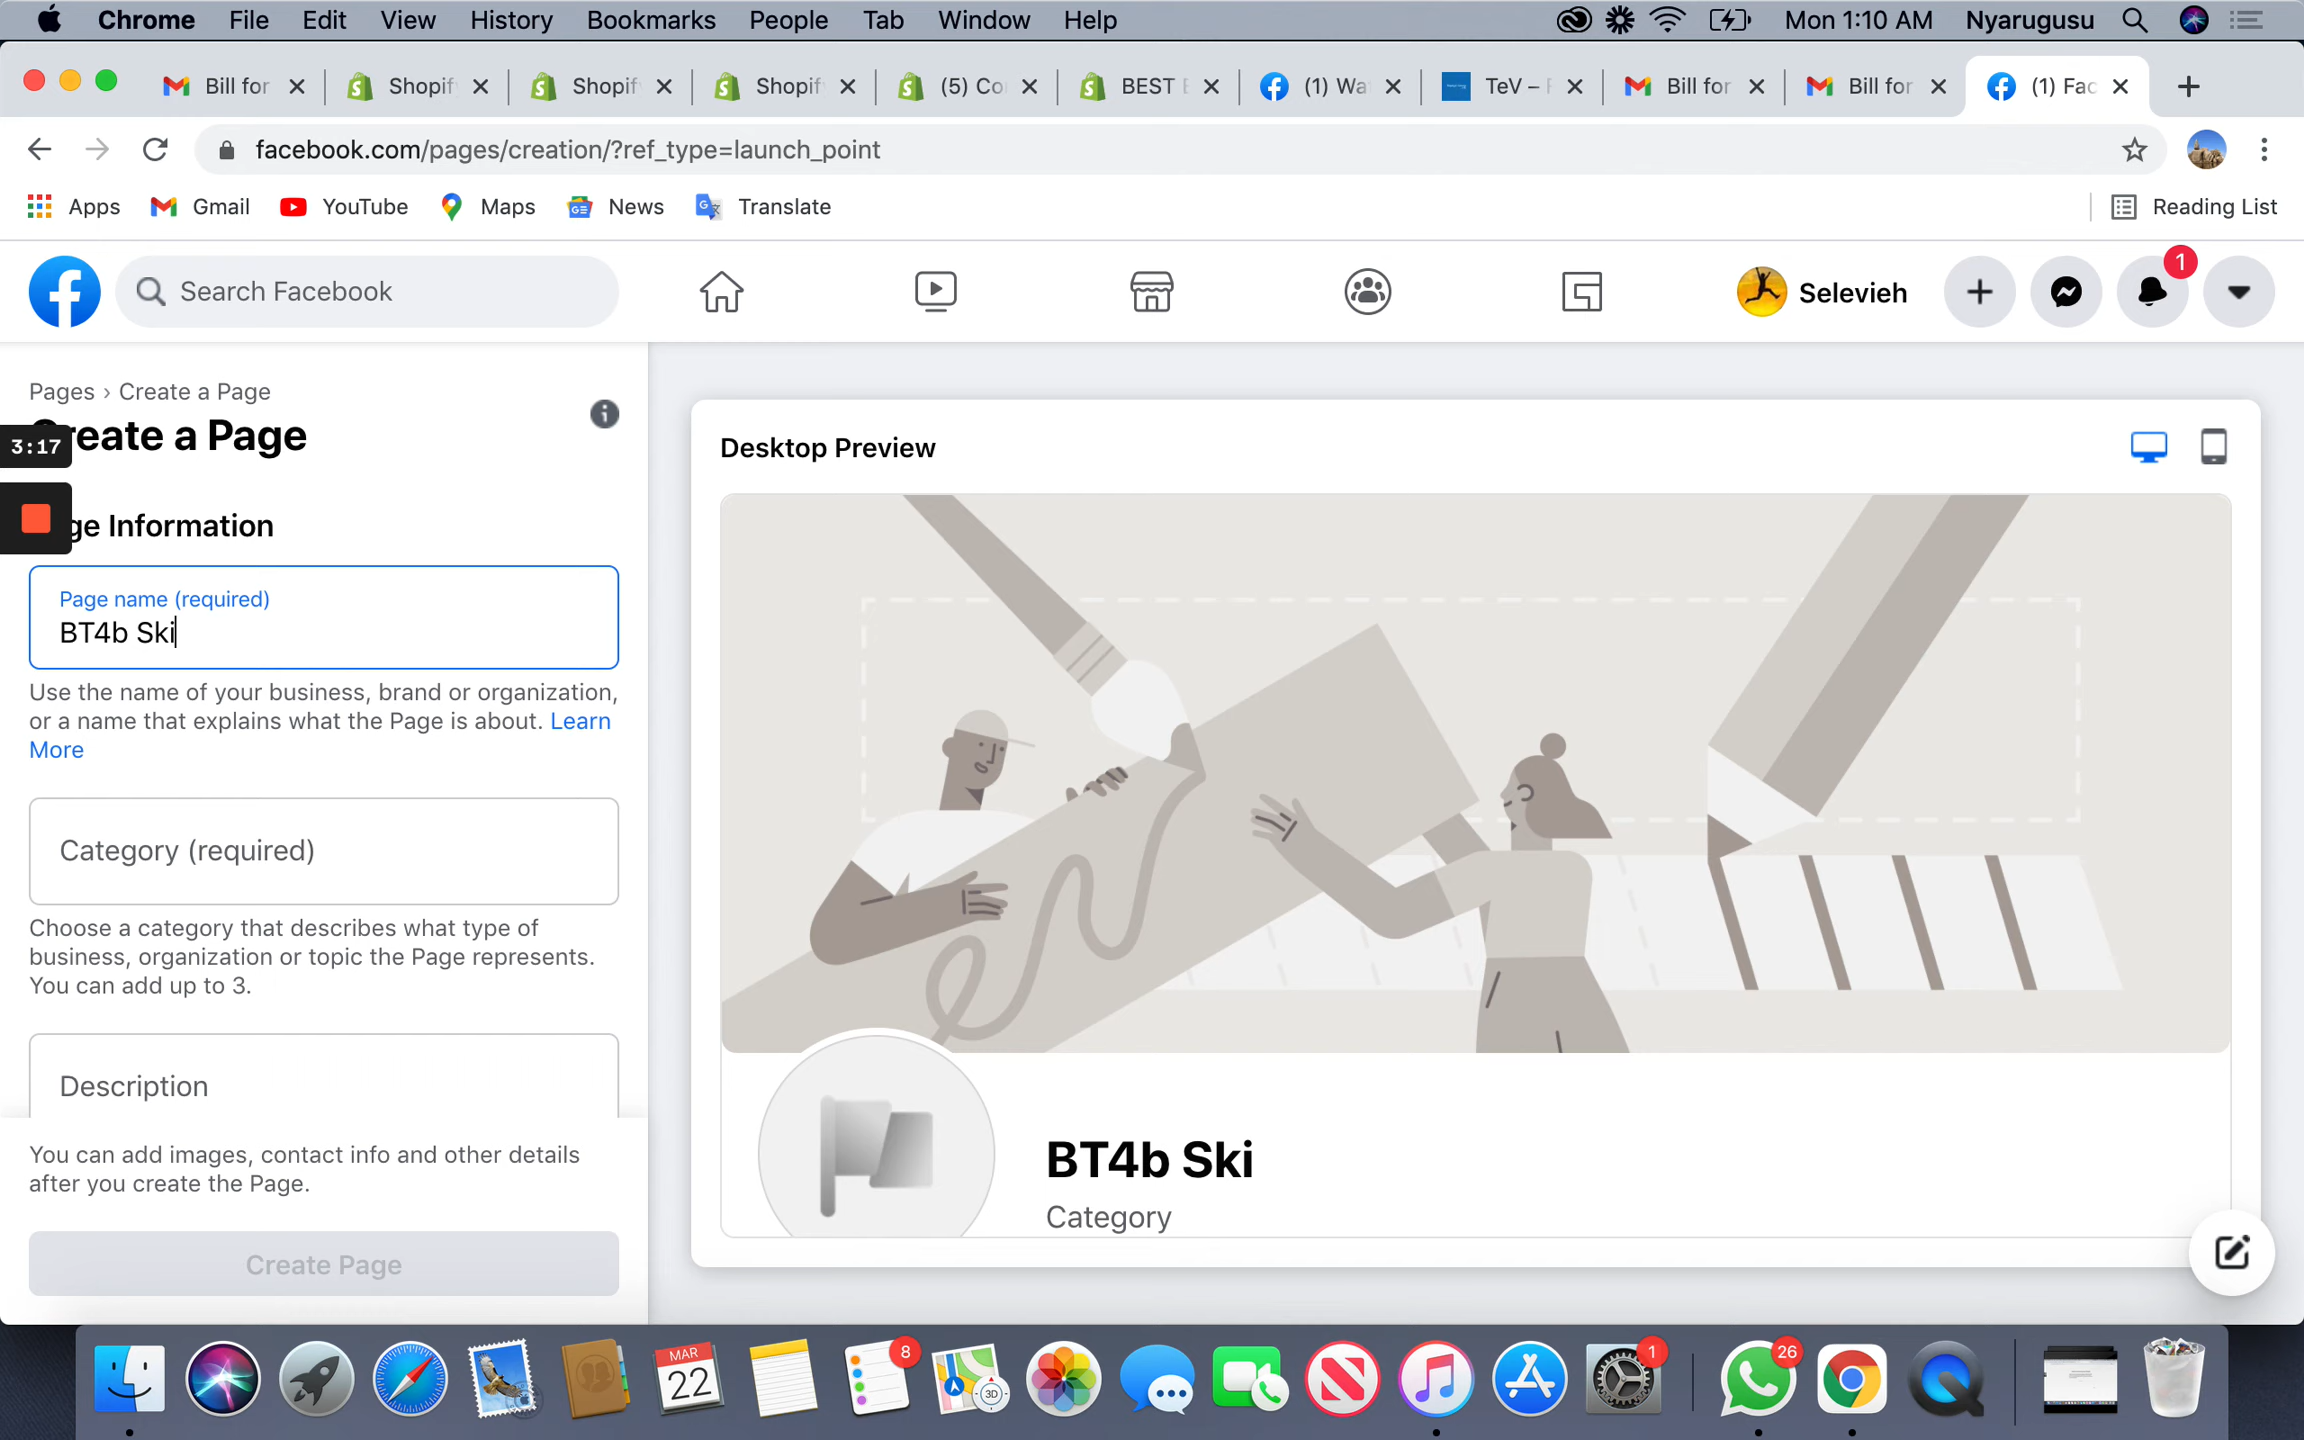 Chrome File Edit View History Bookmarks People Tab Window Help Mon 1:10 AM Nyarugusu
Bill for Shopif Shopif Shopif (5) Co BEST (1) Wa TeV – Bill for Bill for (1) Fac
facebook.com/pages/creation/?ref_type=launch_point
Apps Gmail YouTube Maps News Translate Reading List
Search Facebook Selevieh 1
Pages › Create a Page
Create a Page
3:17
ge Information
Page name (required)
BT4b Ski
Use the name of your business, brand or organization,
or a name that explains what the Page is about. Learn
More
Category (required)
Choose a category that describes what type of
business, organization or topic the Page represents.
You can add up to 3.
Description
You can add images, contact info and other details
after you create the Page.
Create Page
Desktop Preview
BT4b Ski
Category
MAR
22
8
3D
1
26